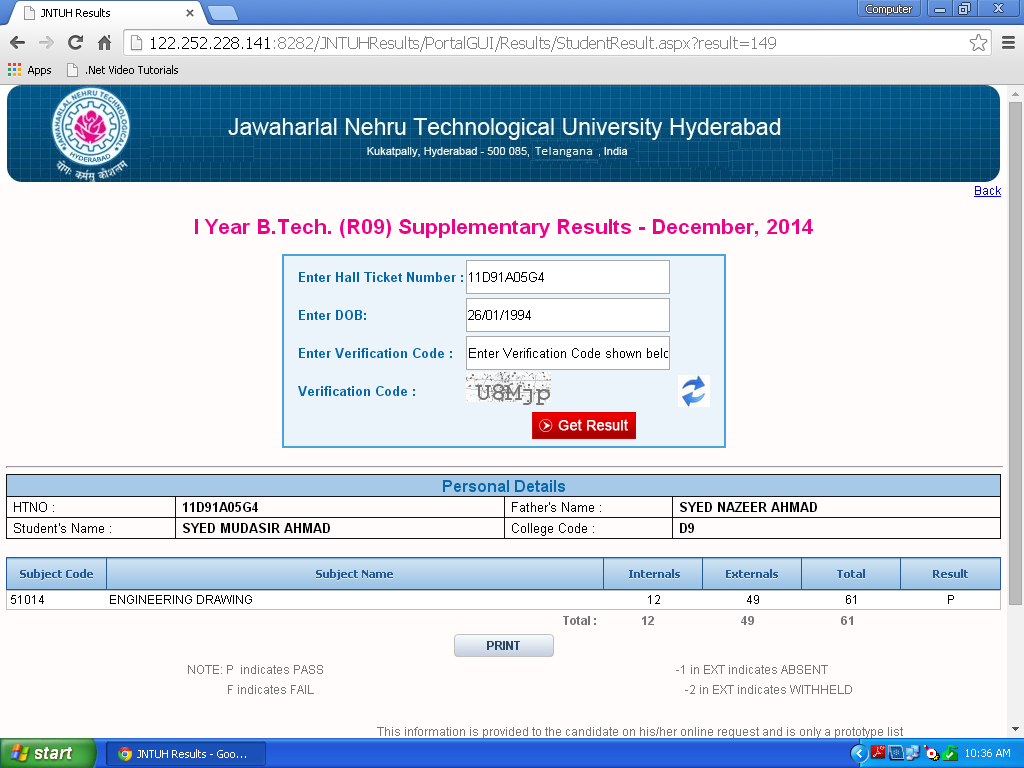 JNTUH Results
Computer
122.252.228.141:8282/JNTUHResults/PortalGUI/Results/StudentResult.aspx?result=149
Apps .Net Video Tutorials
JAWAHARLAL NEHRU TECHNOLOGICAL UNIVERSITY
HYDERABAD
योगः कर्मसु कौशलम्
Jawaharlal Nehru Technological University Hyderabad
Kukatpally, Hyderabad - 500 085, Telangana , India
Back
I Year B.Tech. (R09) Supplementary Results - December, 2014
Enter Hall Ticket Number : 11D91A05G4
Enter DOB: 26/01/1994
Enter Verification Code : Enter Verification Code shown belo
Verification Code : U8Mjp
Get Result
Personal Details
HTNO : 11D91A05G4 Father's Name : SYED NAZEER AHMAD
Student's Name : SYED MUDASIR AHMAD College Code : D9
Subject Code Subject Name Internals Externals Total Result
51014 ENGINEERING DRAWING 12 49 61 P
Total : 12 49 61
PRINT
NOTE: P indicates PASS -1 in EXT indicates ABSENT
F indicates FAIL -2 in EXT indicates WITHHELD
This information is provided to the candidate on his/her online request and is only a prototype list
start JNTUH Results - Goo... 10:36 AM